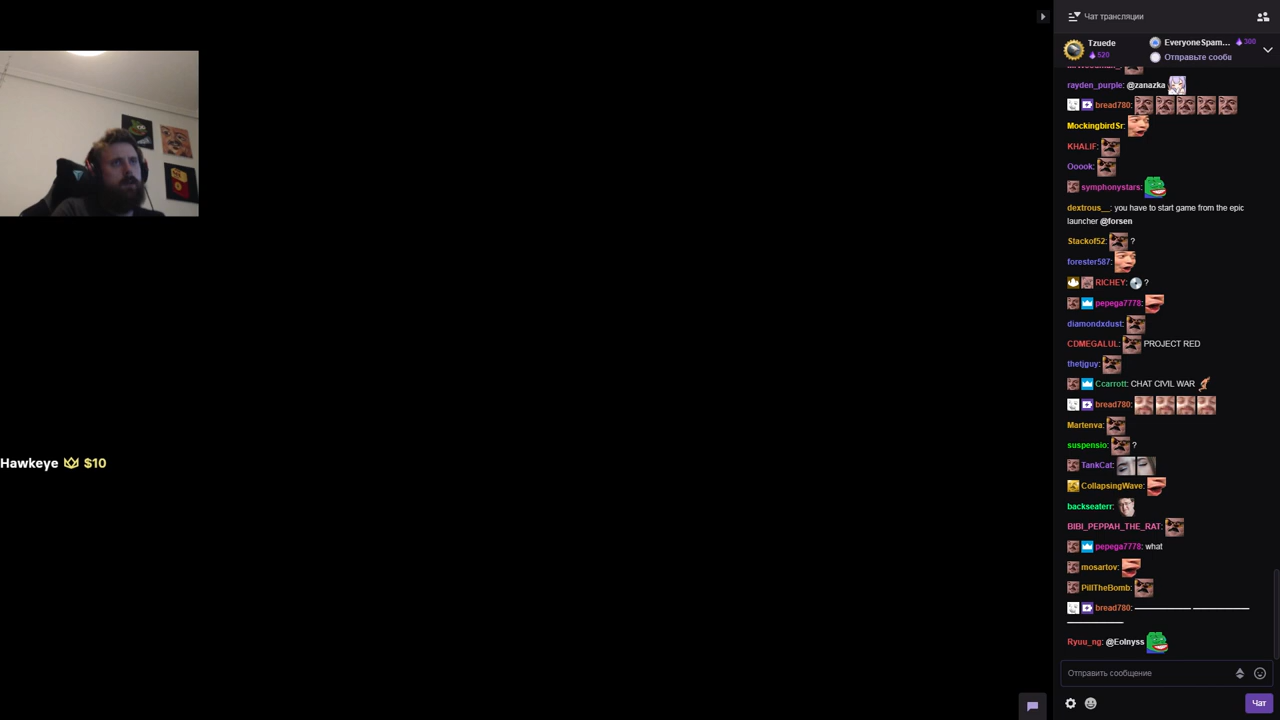 Чат трансляции
Tzuede
520
EveryoneSpam...
300
Отправьте сообщ
rayden_purple: @zanazka
bread780:
MockingbirdSr:
KHALIF:
Ooook:
symphonystars:
dextrous__: you have to start game from the epic
launcher @forsen
Stackof52: ?
forester587:
RICHEY: ?
pepega7778:
diamondxdust:
CDMEGALUL: PROJECT RED
thetjguy:
Ccarrott: CHAT CIVIL WAR
bread780:
Martenva:
suspensio: ?
TankCat:
CollapsingWave:
backseaterr:
BIBI_PEPPAH_THE_RAT:
pepega7778: what
mosartov:
PillTheBomb:
bread780:
Ryuu_ng: @Eolnyss
Отправить сообщение
Чат
Hawkeye $10